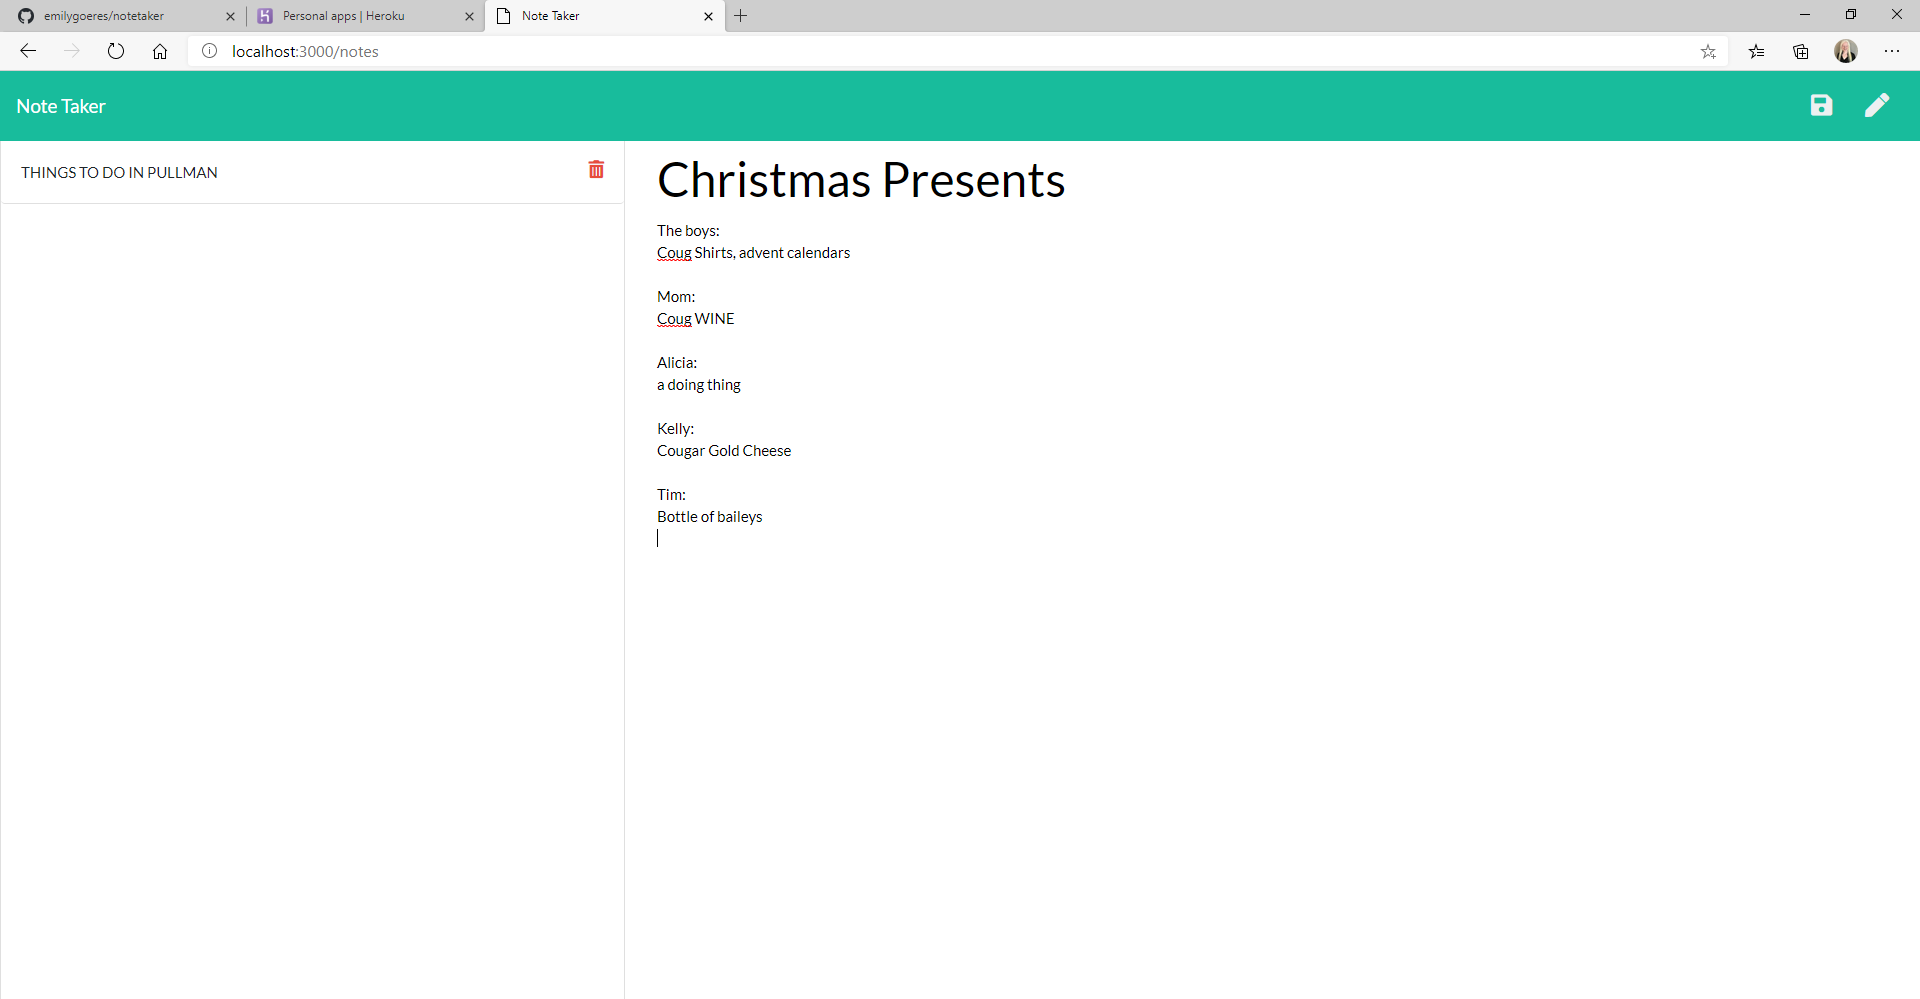 emilygoeres/notetaker
Personal apps | Heroku
Note Taker
localhost:3000/notes
Note Taker
THINGS TO DO IN PULLMAN
Christmas Presents
The boys:
Coug Shirts, advent calendars
Mom:
Coug WINE
Alicia:
a doing thing
Kelly:
Cougar Gold Cheese
Tim:
Bottle of baileys